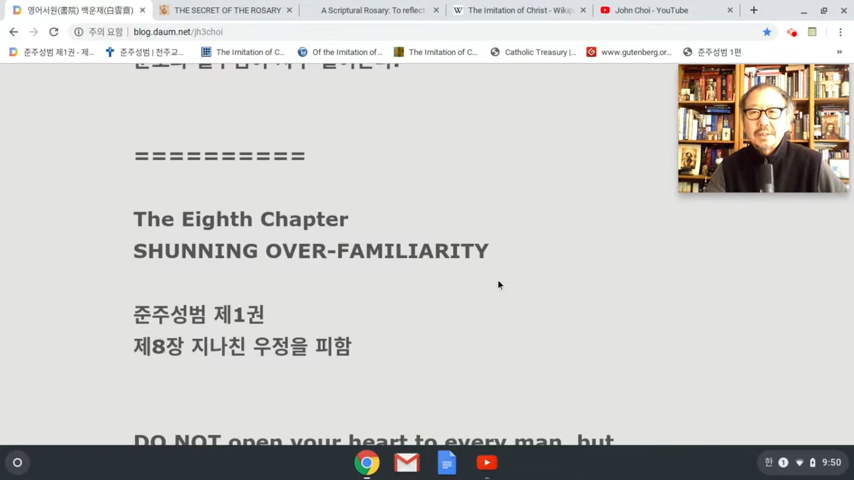 영어서원(書院) 백운재(白雲齋)
THE SECRET OF THE ROSARY
A Scriptural Rosary: To reflect
The Imitation of Christ - Wikip
John Choi - YouTube
주의 요함
blog.daum.net/jh3choi
준주성범 제1권 - 제...
준주성범 | 천주교...
The Imitation of C...
Of the Imitation of...
The Imitation of C...
Catholic Treasury |...
www.gutenberg.org...
준주성범 1편
==========
The Eighth Chapter
SHUNNING OVER-FAMILIARITY
준주성범 제1권
제8장 지나친 우정을 피함
DO NOT open your heart to every man, but
한
1
9:50